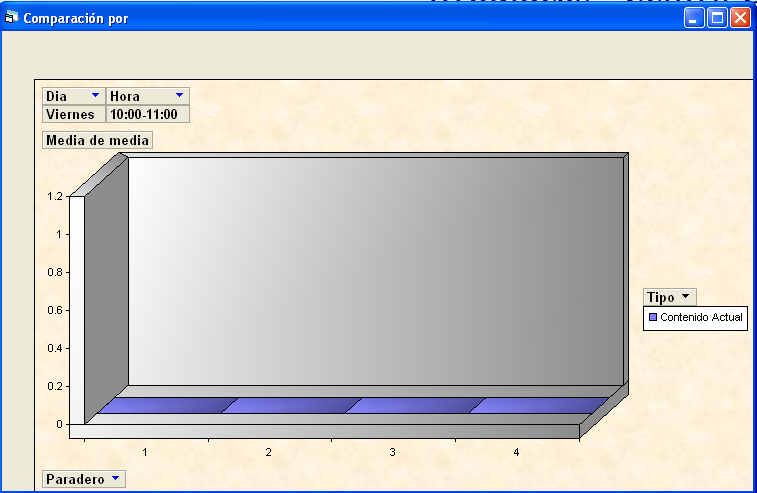 Comparación por
Dia Hora
Viernes 10:00-11:00
Media de media
1.2
1
0.8
0.6
0.4
0.2
0
1 2 3 4
Tipo
Contenido Actual
Paradero